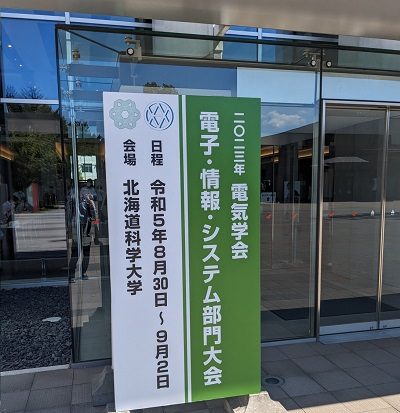 二〇二三年 電気学会
電子・情報・システム部門大会
日程 令和5年8月30日～9月2日
会場 北海道科学大学